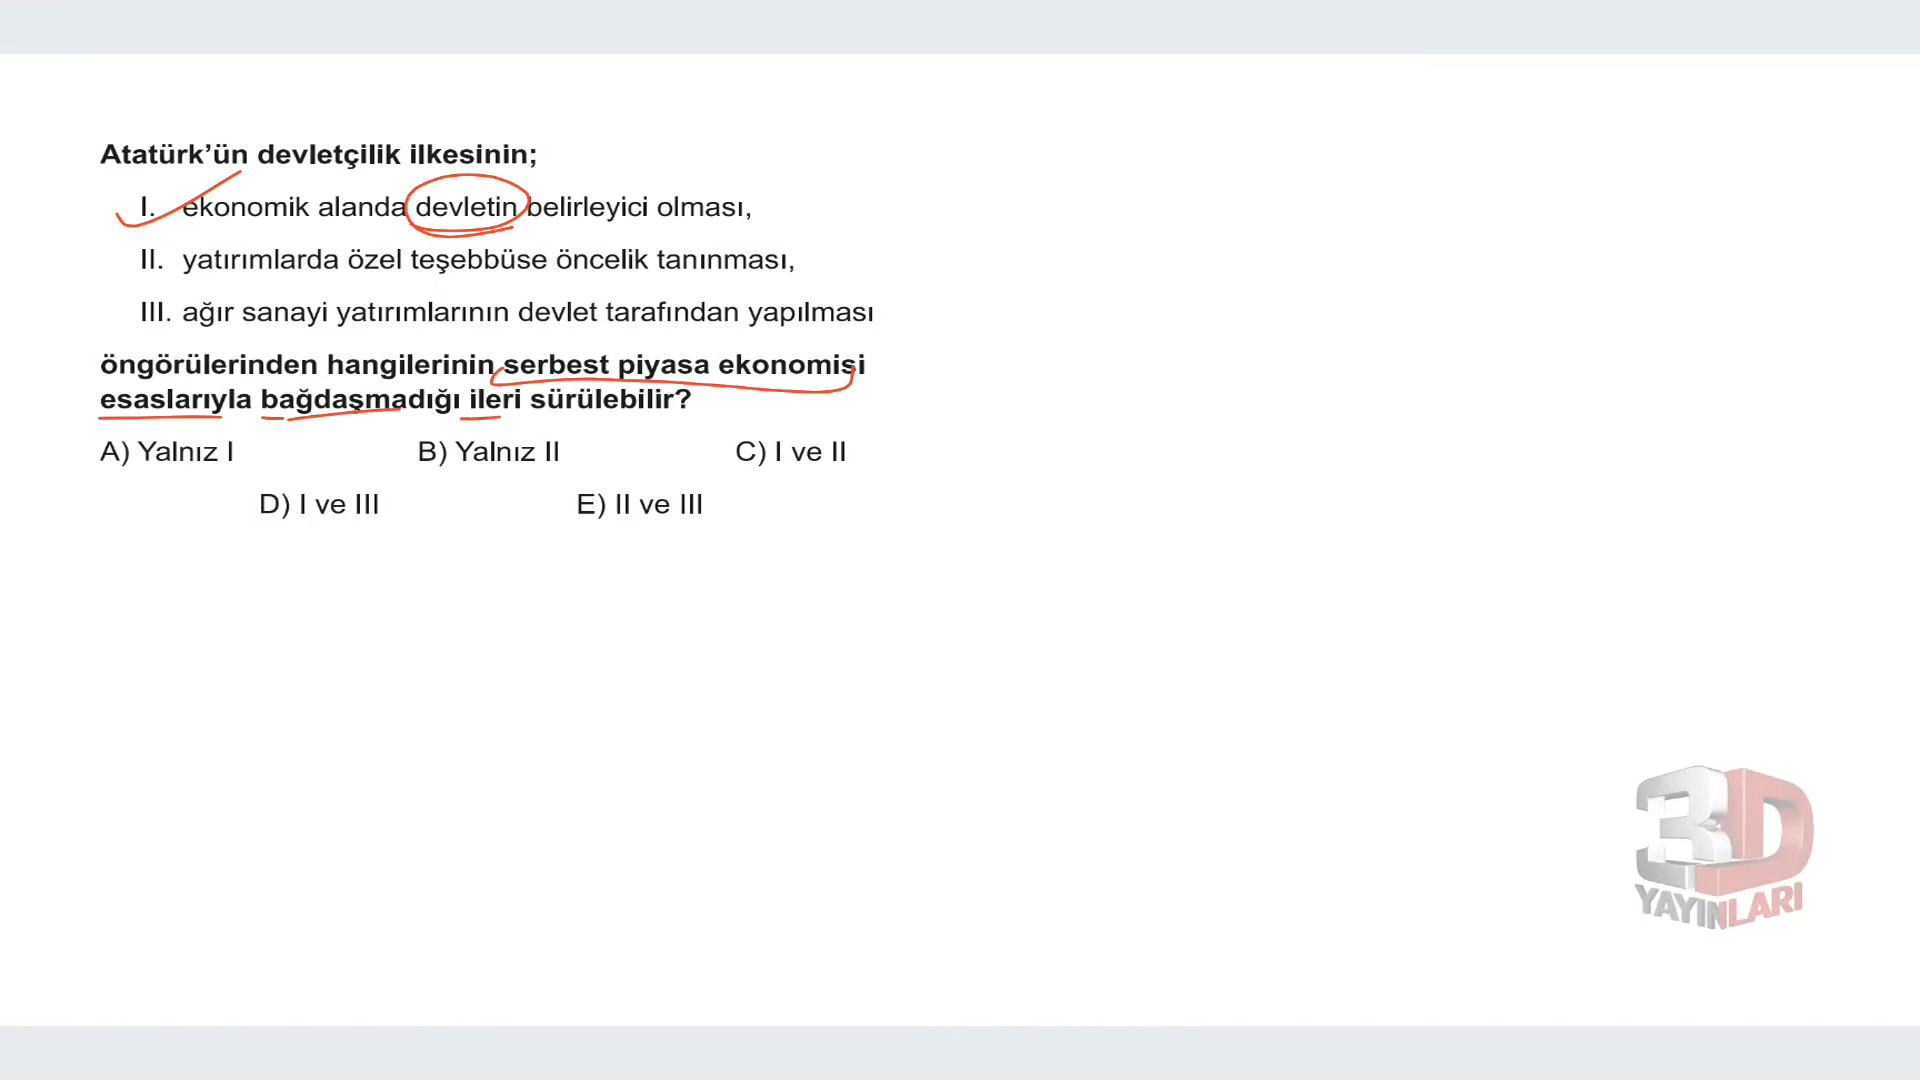 Atatürk’ün devletçilik ilkesinin;
I. ekonomik alanda devletin belirleyici olması,
II. yatırımlarda özel teşebbüse öncelik tanınması,
III. ağır sanayi yatırımlarının devlet tarafından yapılması
öngörülerinden hangilerinin serbest piyasa ekonomisi
esaslarıyla bağdaşmadığı ileri sürülebilir?
A) Yalnız I B) Yalnız II C) I ve II
D) I ve III E) II ve III
3D
YAYINLARI